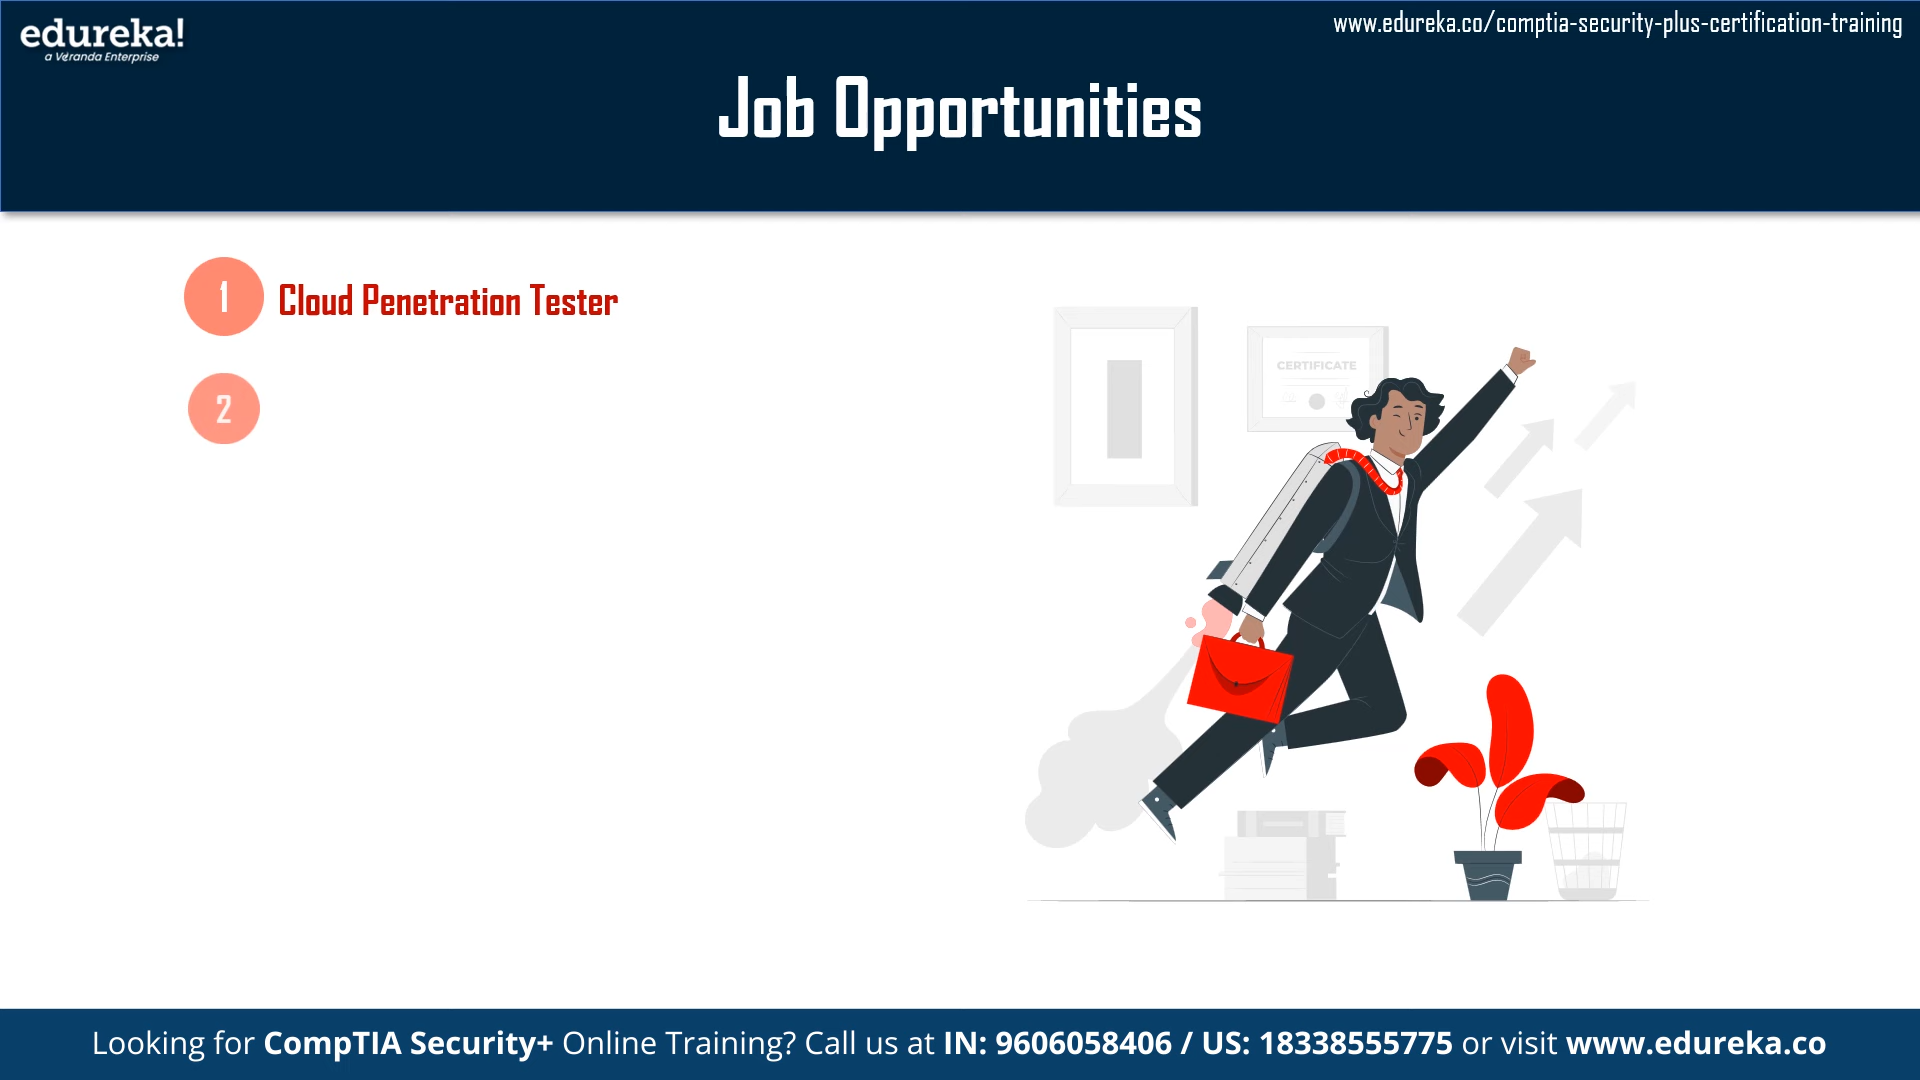 edureka!
a Veranda Enterprise
www.edureka.co/comptia-security-plus-certification-training
Job Opportunities
1 Cloud Penetration Tester
2
CERTIFICATE
Looking for CompTIA Security+ Online Training? Call us at IN: 9606058406 / US: 18338555775 or visit www.edureka.co